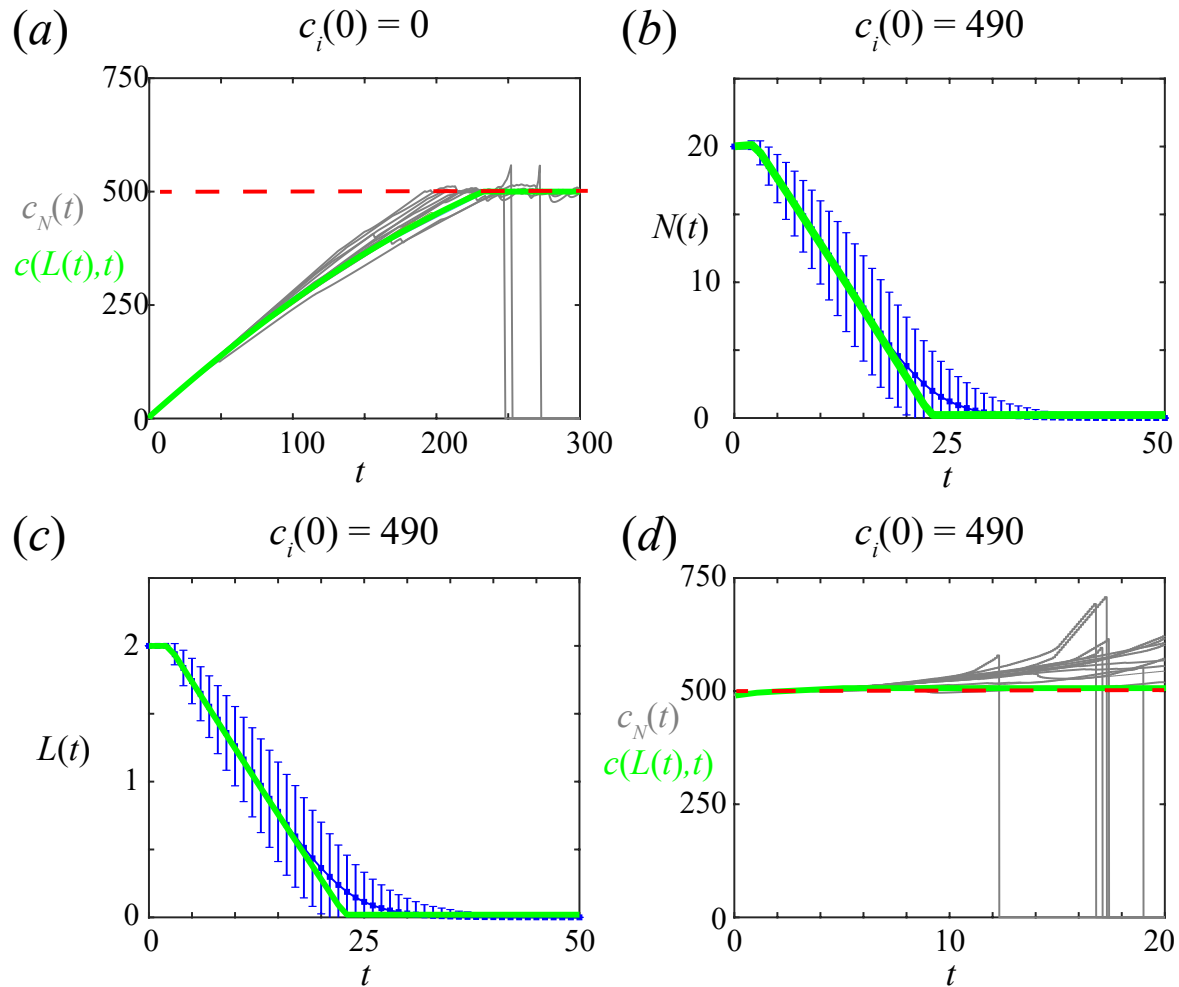 (a)
c_i(0) = 0
750
500
250
0
c_N(t)
c(L(t),t)
0
100
200
300
t
(b)
c_i(0) = 490
20
10
0
N(t)
0
25
50
t
(c)
c_i(0) = 490
2
1
0
L(t)
0
25
50
t
(d)
c_i(0) = 490
750
500
250
0
c_N(t)
c(L(t),t)
0
10
20
t